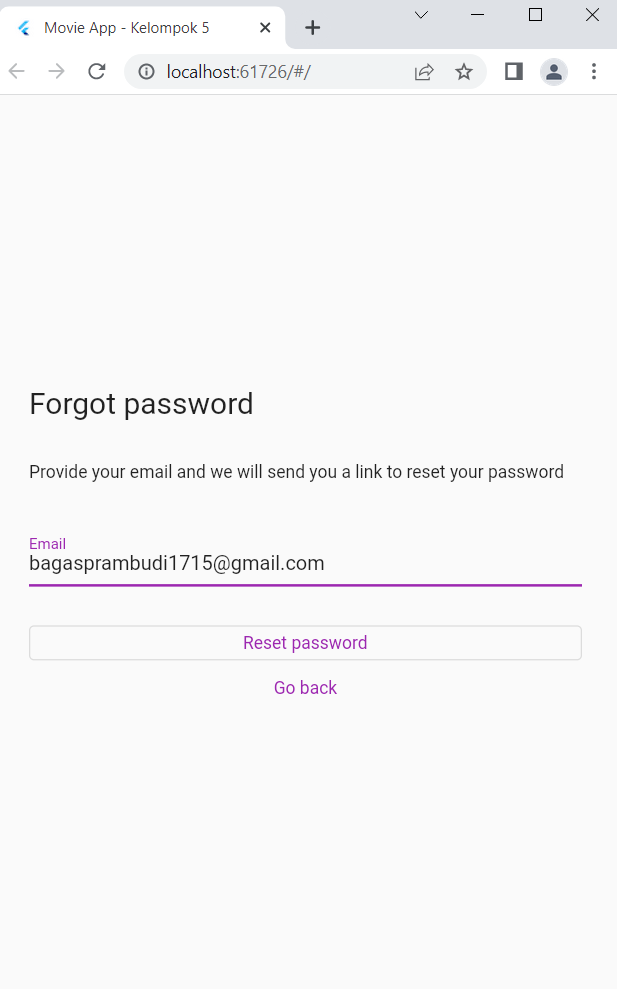 Movie App - Kelompok 5
localhost:61726/#/
Forgot password
Provide your email and we will send you a link to reset your password
Email
bagasprambudi1715@gmail.com
Reset password
Go back